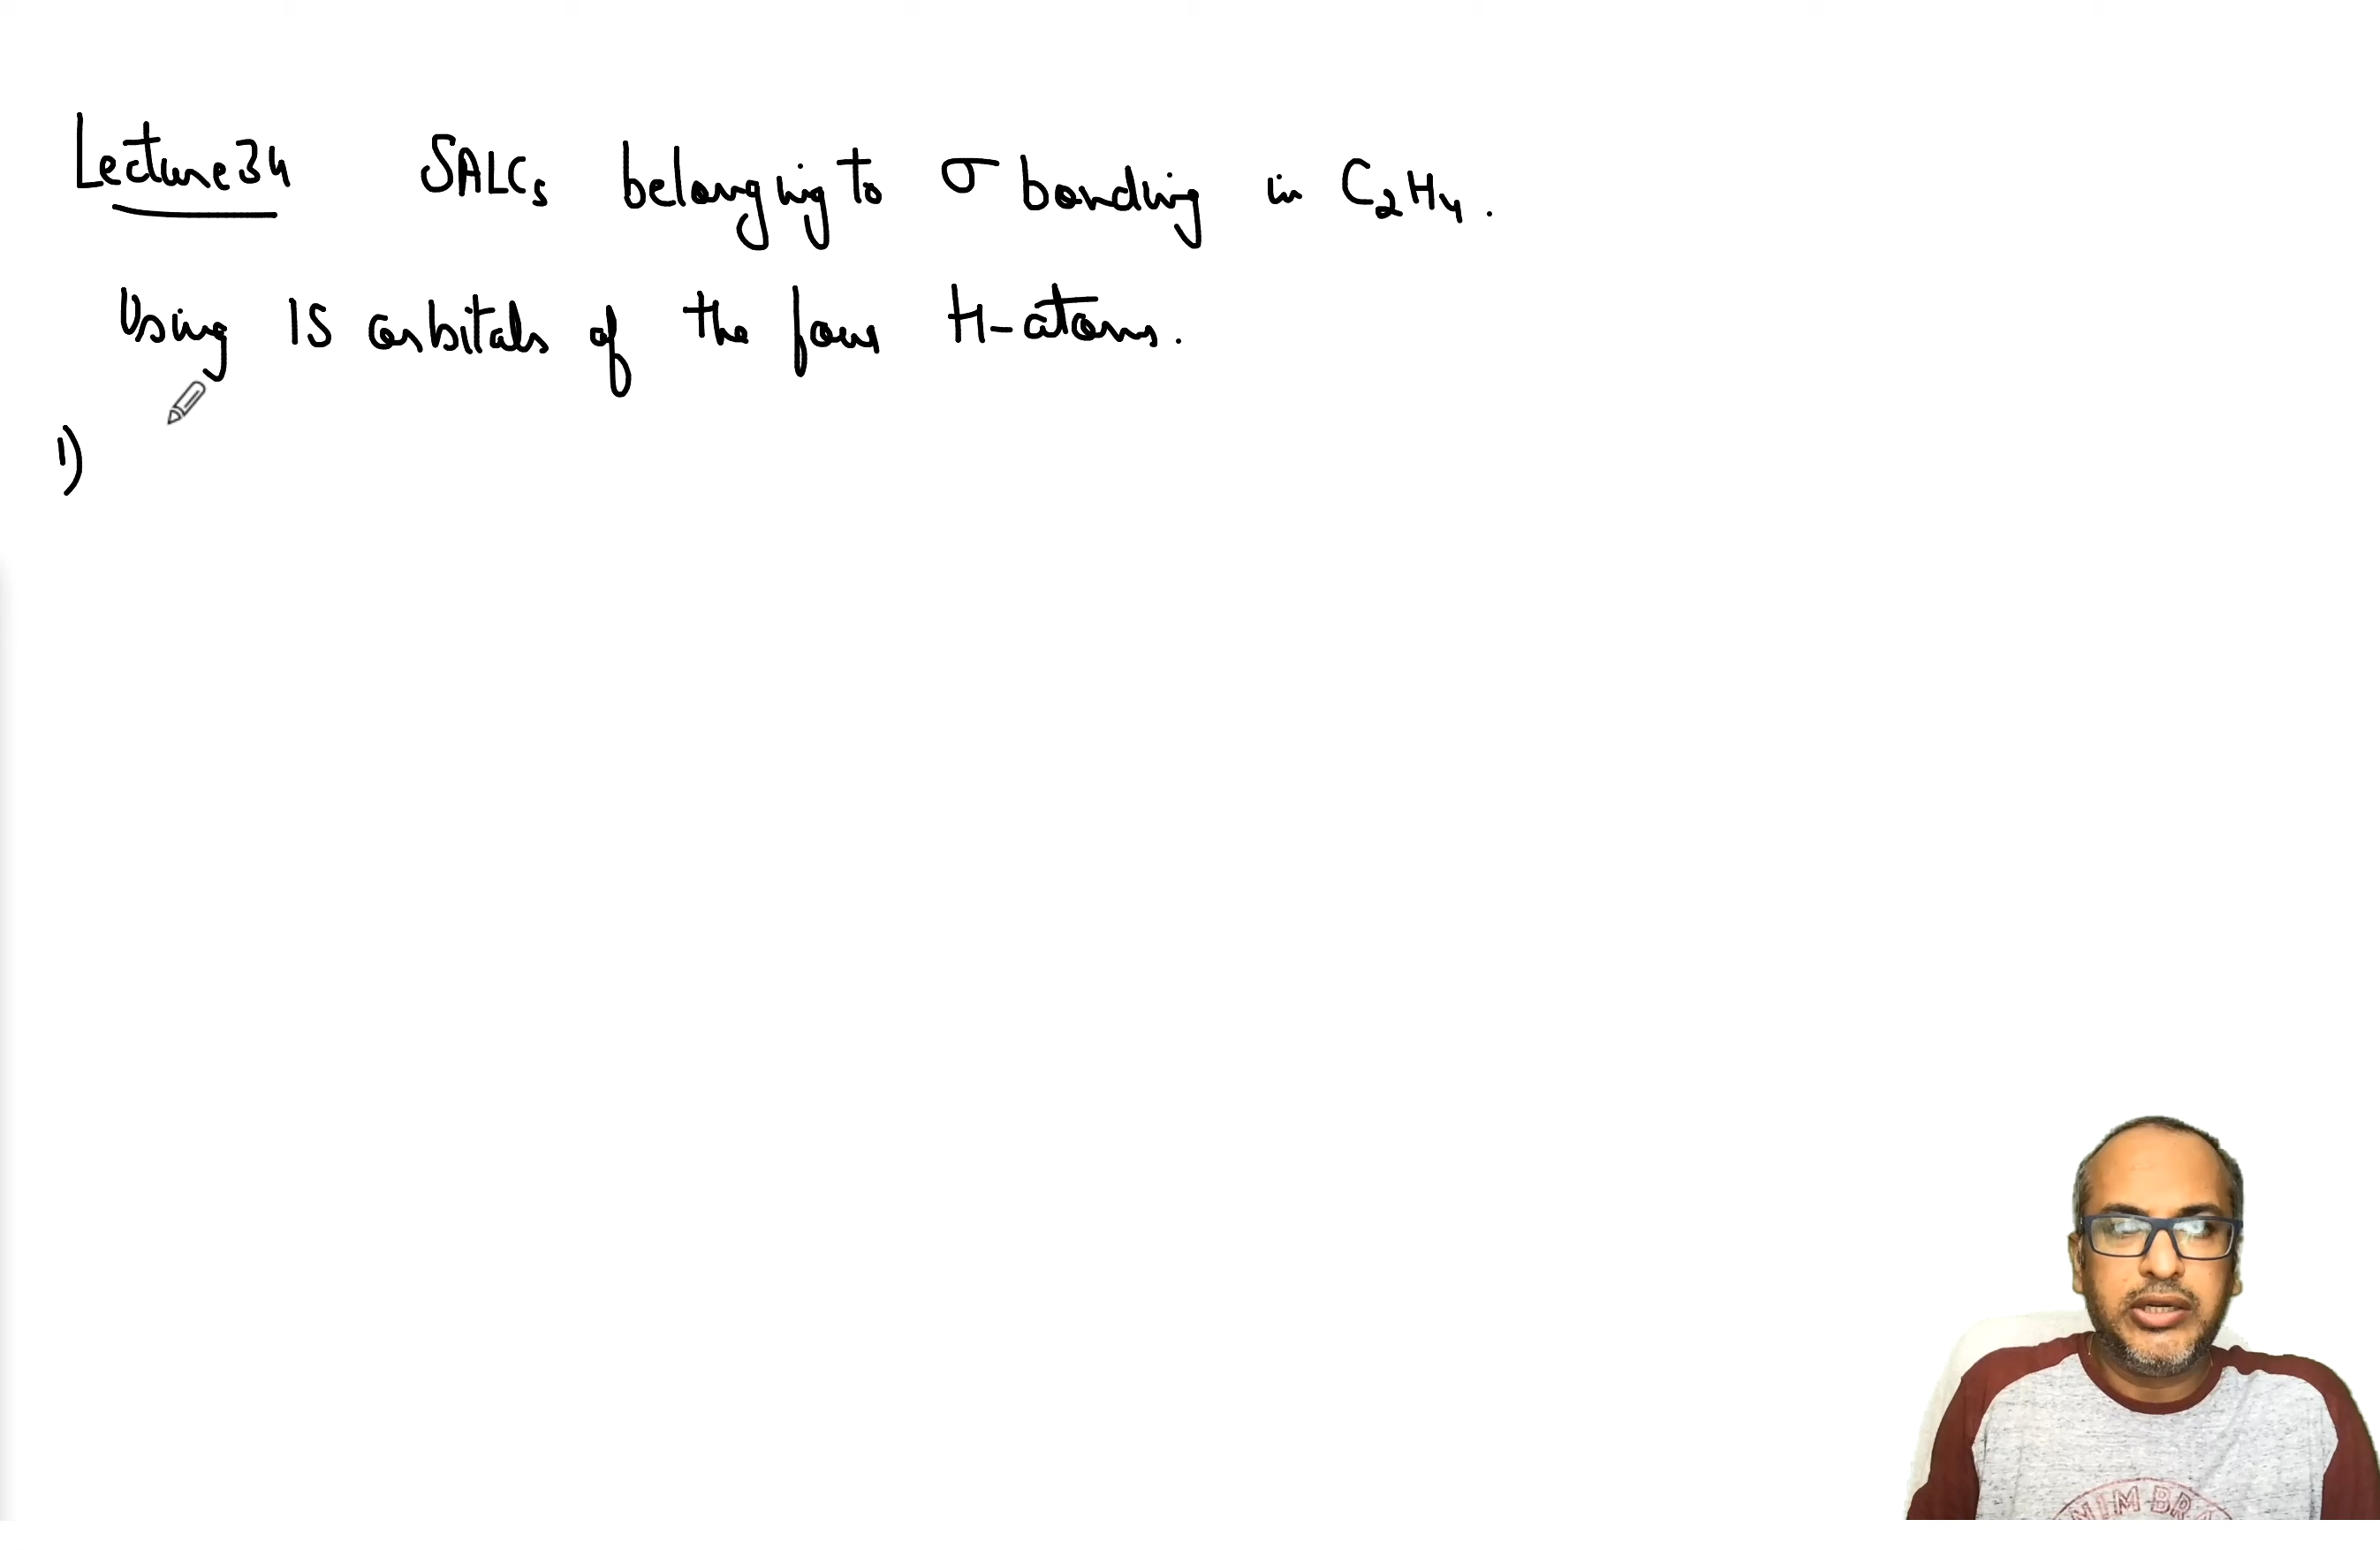 Lecture 34 SALCs belonging to σ bonding in C₂H₄.
Using 1S orbitals of the four H-atoms.
1)